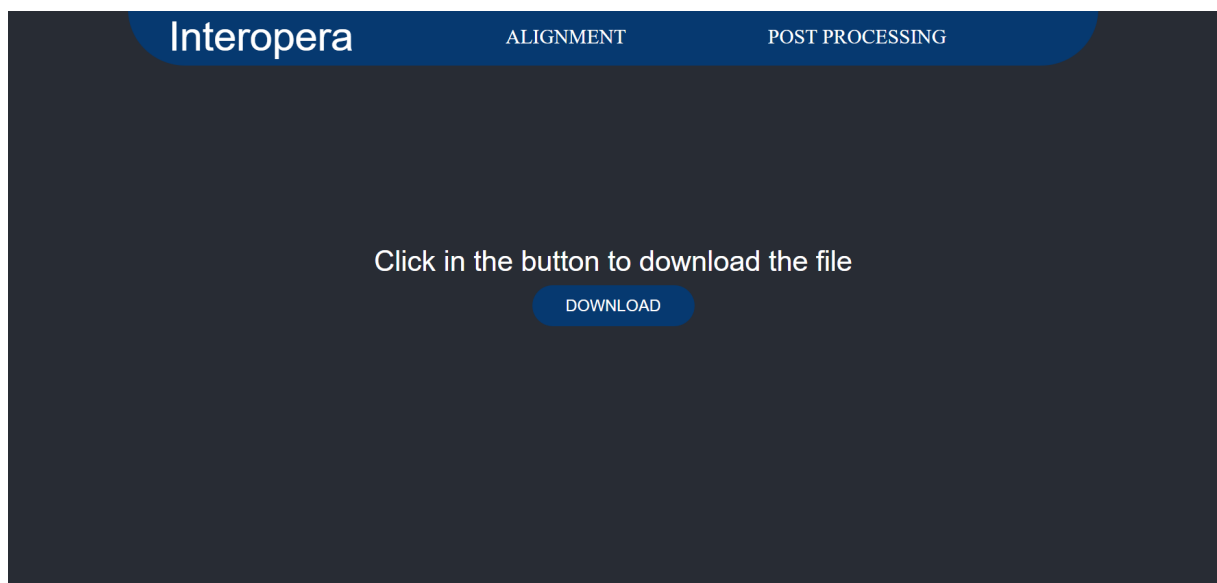 Interopera ALIGNMENT POST PROCESSING
Click in the button to download the file
DOWNLOAD